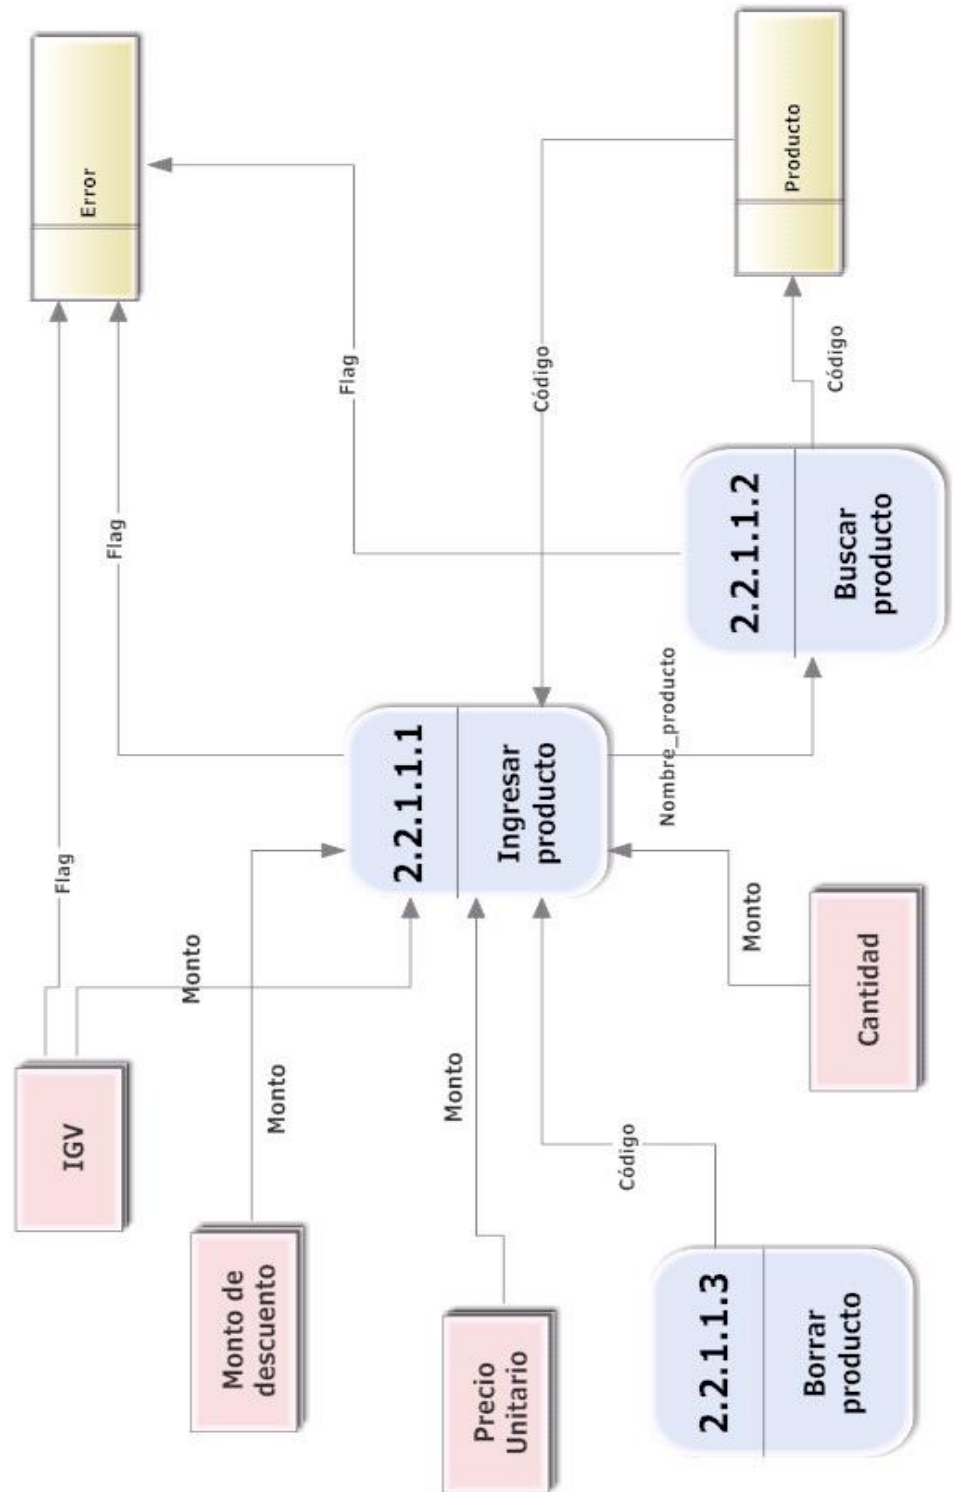 IGV
Flag
Error
Flag
Monto
Monto de
descuento
Monto
Flag
2.2.1.1.1
Ingresar
producto
Monto
Precio
Unitario
Código
Código
Nombre_producto
2.2.1.1.3
Borrar
producto
Monto
Cantidad
2.2.1.1.2
Buscar
producto
Código
Producto